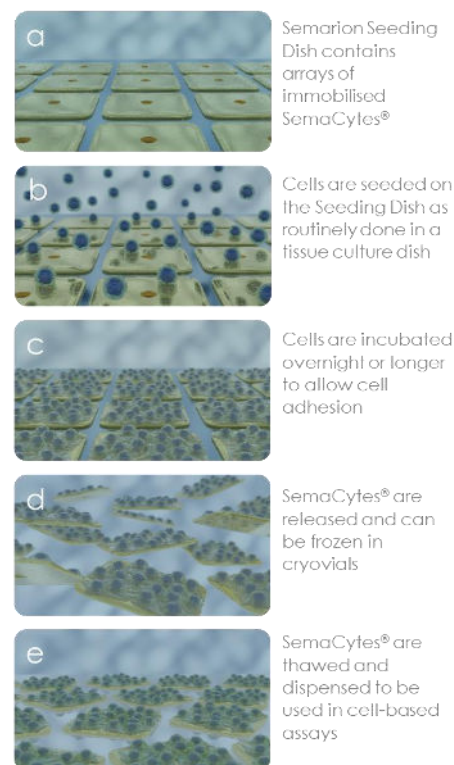 a
Semarion Seeding
Dish contains
arrays of
immobilised
SemaCytes®
b
Cells are seeded on
the Seeding Dish as
routinely done in a
tissue culture dish
c
Cells are incubated
overnight or longer
to allow cell
adhesion
d
SemaCytes® are
released and can
be frozen in
cryovials
e
SemaCytes® are
thawed and
dispensed to be
used in cell-based
assays